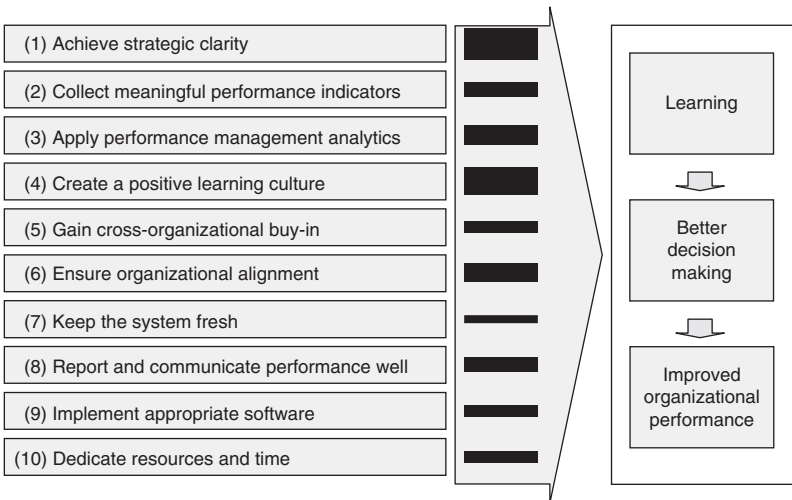 (1) Achieve strategic clarity
(2) Collect meaningful performance indicators
(3) Apply performance management analytics
(4) Create a positive learning culture
(5) Gain cross-organizational buy-in
(6) Ensure organizational alignment
(7) Keep the system fresh
(8) Report and communicate performance well
(9) Implement appropriate software
(10) Dedicate resources and time
Learning
Better
decision
making
Improved
organizational
performance